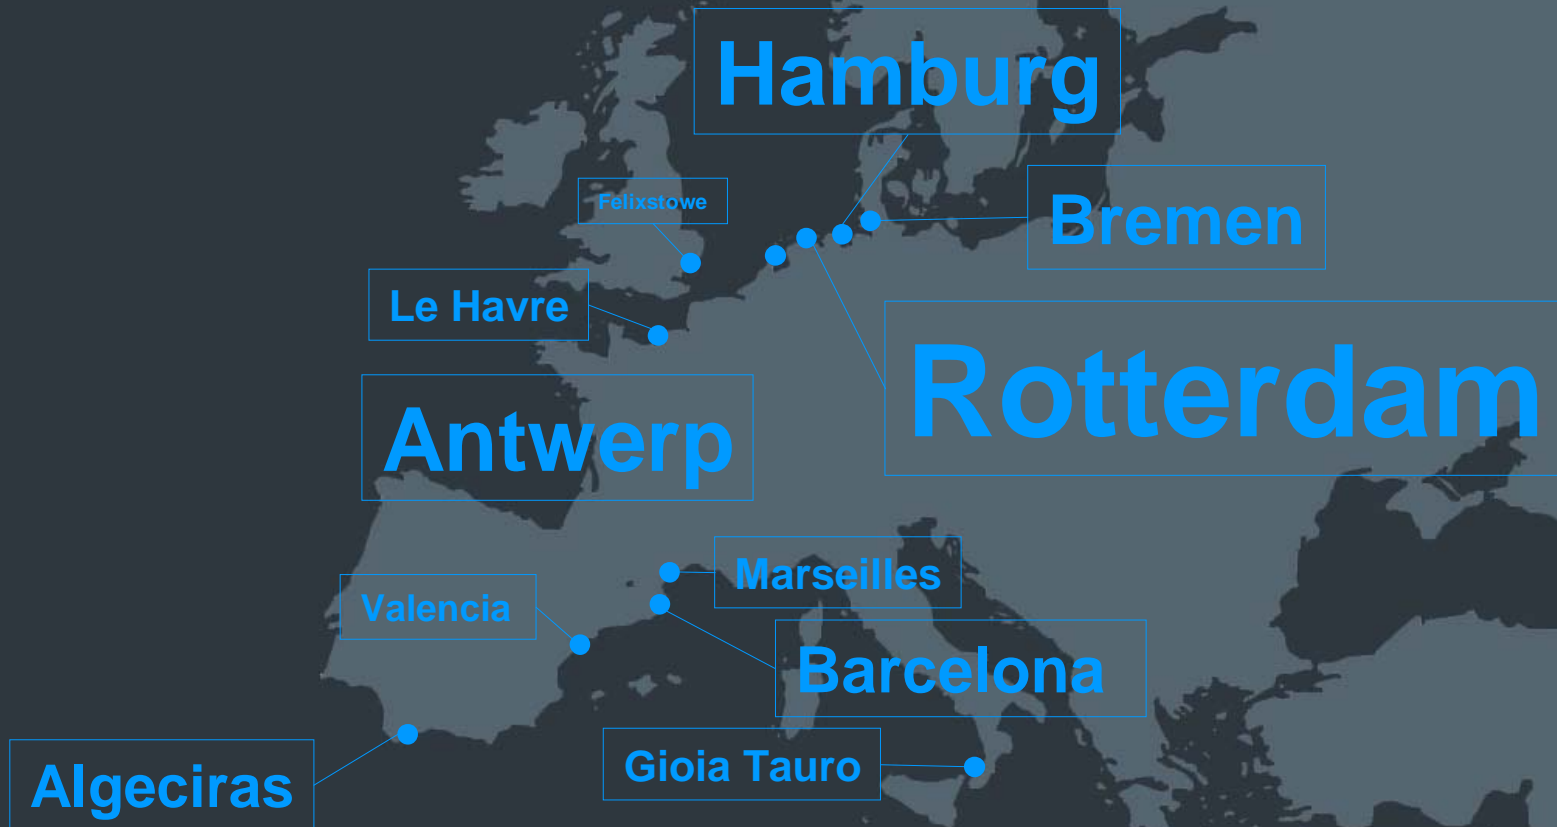 Hamburg
Bremen
Felixstowe
Le Havre
Rotterdam
Antwerp
Marseilles
Valencia
Barcelona
Gioia Tauro
Algeciras